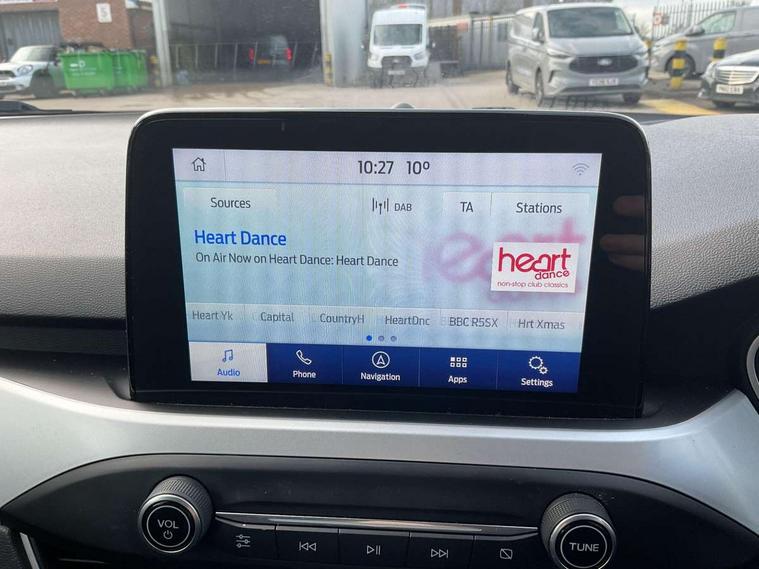 10:27 10º
Sources DAB TA Stations
Heart Dance
On Air Now on Heart Dance: Heart Dance
heart
dance
non-stop club classics
Heart Yk Capital CountryH HeartDnc BBC R5SX Hrt Xmas
Audio Phone Navigation Apps Settings
VOL
TUNE